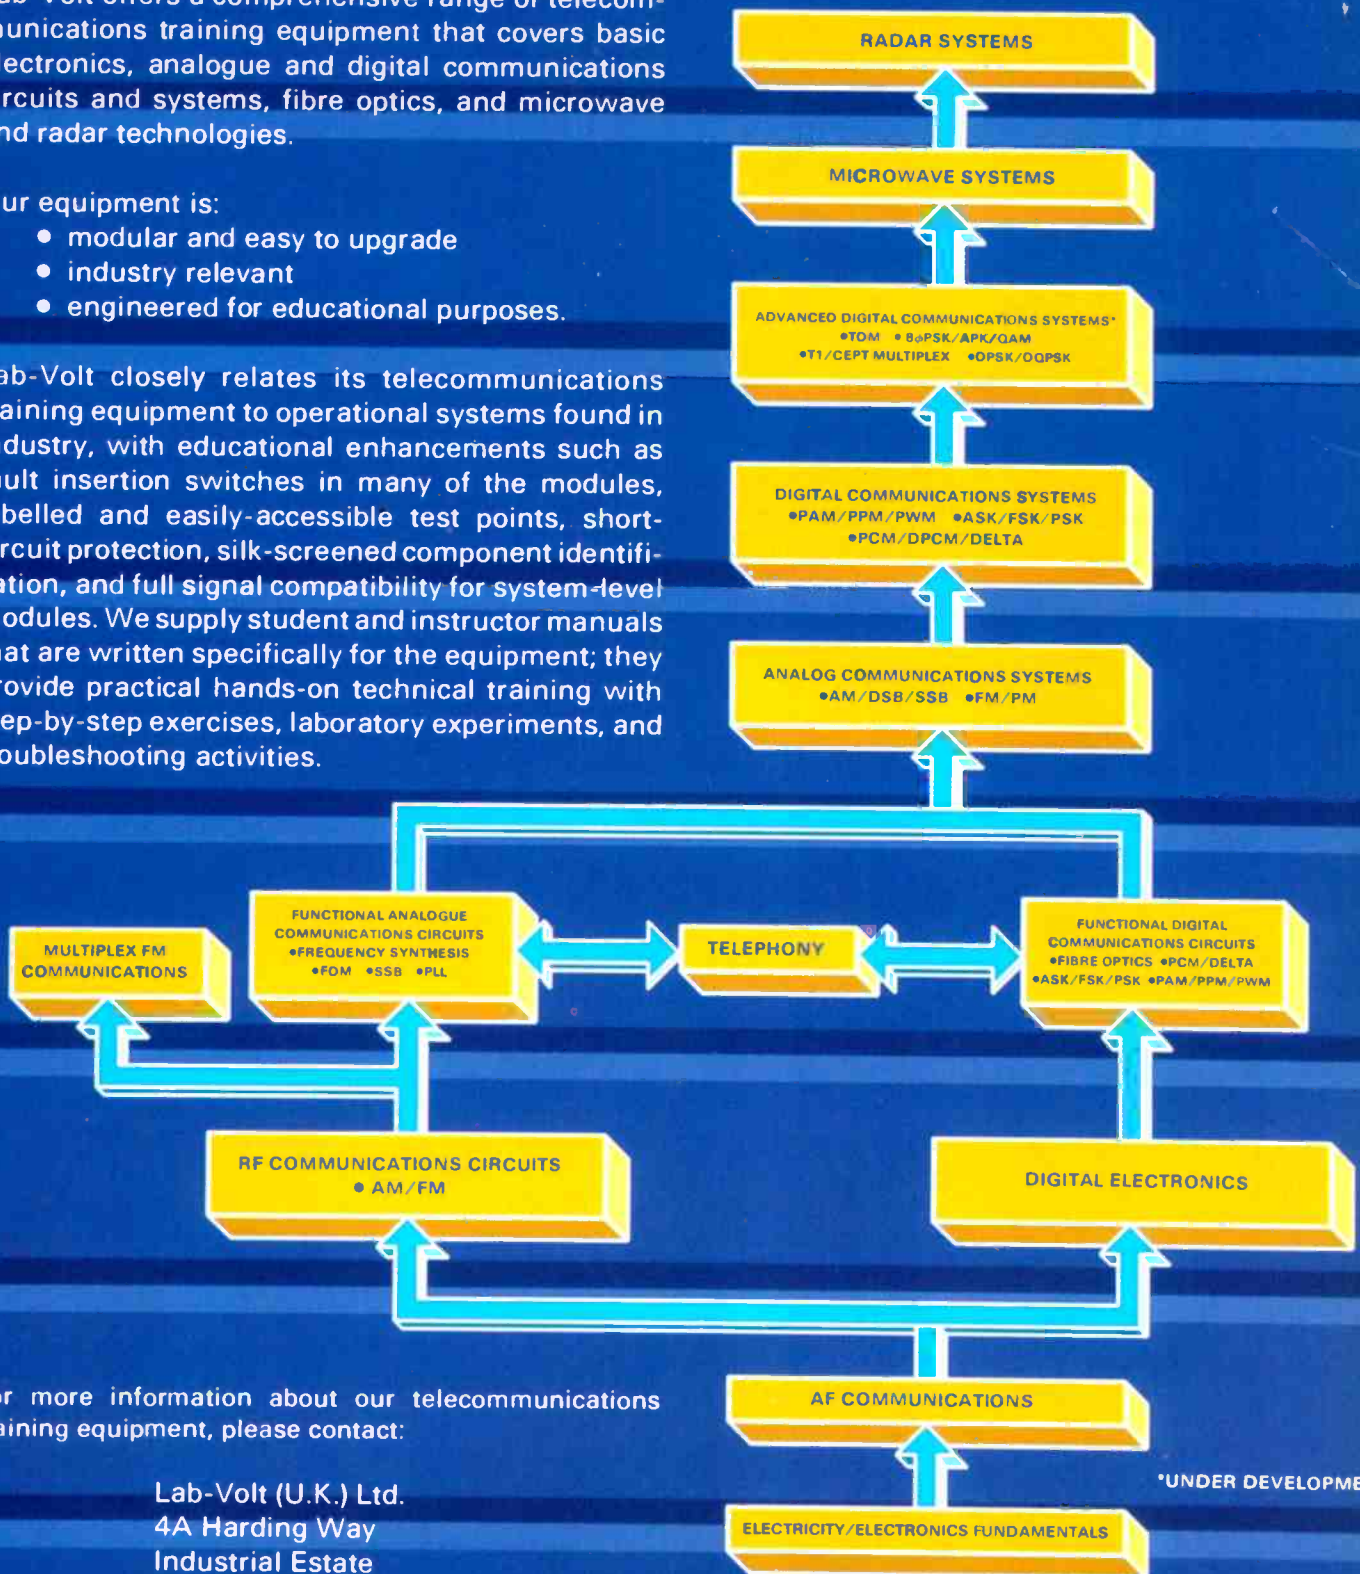 ab-Volt offers a comprehensive range of telecom-
unications training equipment that covers basic
lectronics, analogue and digital communications
rcuits and systems, fibre optics, and microwave
nd radar technologies.
ur equipment is:
● modular and easy to upgrade
● industry relevant
● engineered for educational purposes.
ab-Volt closely relates its telecommunications
aining equipment to operational systems found in
dustry, with educational enhancements such as
ult insertion switches in many of the modules,
belled and easily-accessible test points, short-
rcuit protection, silk-screened component identifi-
ation, and full signal compatibility for system-level
odules. We supply student and instructor manuals
at are written specifically for the equipment; they
rovide practical hands-on technical training with
ep-by-step exercises, laboratory experiments, and
oubleshooting activities.
RADAR SYSTEMS
MICROWAVE SYSTEMS
ADVANCED DIGITAL COMMUNICATIONS SYSTEMS*
●TDM ●8φPSK/APK/QAM
●T1/CEPT MULTIPLEX ●QPSK/OQPSK
DIGITAL COMMUNICATIONS SYSTEMS
●PAM/PPM/PWM ●ASK/FSK/PSK
●PCM/DPCM/DELTA
ANALOG COMMUNICATIONS SYSTEMS
●AM/DSB/SSB ●FM/PM
MULTIPLEX FM
COMMUNICATIONS
FUNCTIONAL ANALOGUE
COMMUNICATIONS CIRCUITS
●FREQUENCY SYNTHESIS
●FDM ●SSB ●PLL
TELEPHONY
FUNCTIONAL DIGITAL
COMMUNICATIONS CIRCUITS
●FIBRE OPTICS ●PCM/DELTA
●ASK/FSK/PSK ●PAM/PPM/PWM
RF COMMUNICATIONS CIRCUITS
● AM/FM
DIGITAL ELECTRONICS
AF COMMUNICATIONS
*UNDER DEVELOPME
ELECTRICITY/ELECTRONICS FUNDAMENTALS
or more information about our telecommunications
aining equipment, please contact:
Lab-Volt (U.K.) Ltd.
4A Harding Way
Industrial Estate